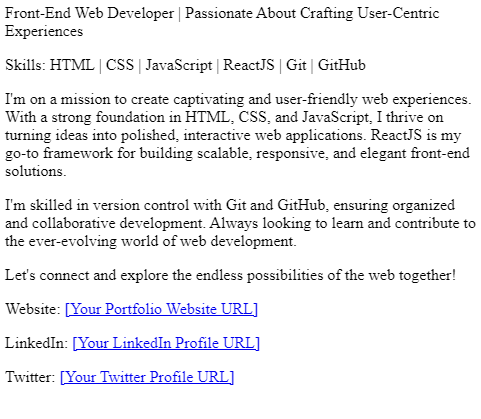 Front-End Web Developer | Passionate About Crafting User-Centric
Experiences
Skills: HTML | CSS | JavaScript | ReactJS | Git | GitHub
I'm on a mission to create captivating and user-friendly web experiences.
With a strong foundation in HTML, CSS, and JavaScript, I thrive on
turning ideas into polished, interactive web applications. ReactJS is my
go-to framework for building scalable, responsive, and elegant front-end
solutions.
I'm skilled in version control with Git and GitHub, ensuring organized
and collaborative development. Always looking to learn and contribute to
the ever-evolving world of web development.
Let's connect and explore the endless possibilities of the web together!
Website: [Your Portfolio Website URL]
LinkedIn: [Your LinkedIn Profile URL]
Twitter: [Your Twitter Profile URL]